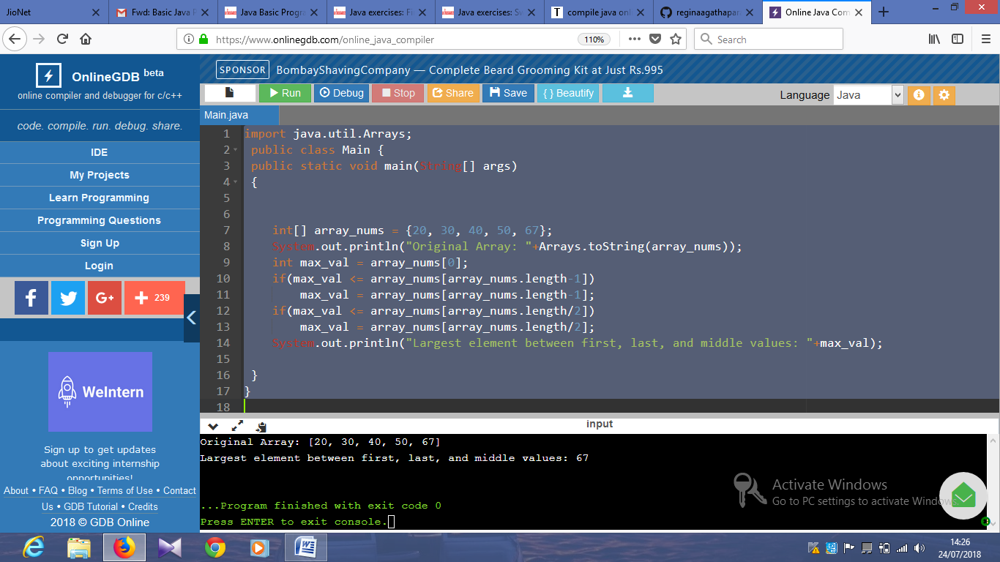 JioNet
Fwd: Basic Java P
Java Basic Progra
Java exercises: Fi
Java exercises: Sw
compile java onli
reginaagathapar
Online Java Com
https://www.onlinegdb.com/online_java_compiler
110%
Search
OnlineGDB beta
online compiler and debugger for c/c++
code. compile. run. debug. share.
IDE
My Projects
Learn Programming
Programming Questions
Sign Up
Login
f
G+
239
WeIntern
Sign up to get updates
about exciting internship
opportunities!
About • FAQ • Blog • Terms of Use • Contact
Us • GDB Tutorial • Credits
2018 © GDB Online
SPONSOR BombayShavingCompany — Complete Beard Grooming Kit at Just Rs.995
Run Debug Stop Share Save { } Beautify
Language Java
Main.java
1 import java.util.Arrays;
2 public class Main {
3 public static void main(String[] args)
4 {
5
6
7 int[] array_nums = {20, 30, 40, 50, 67};
8 System.out.println("Original Array: "+Arrays.toString(array_nums));
9 int max_val = array_nums[0];
10 if(max_val <= array_nums[array_nums.length-1])
11 max_val = array_nums[array_nums.length-1];
12 if(max_val <= array_nums[array_nums.length/2])
13 max_val = array_nums[array_nums.length/2];
14 System.out.println("Largest element between first, last, and middle values: "+max_val);
15
16 }
17 }
18
input
Original Array: [20, 30, 40, 50, 67]
Largest element between first, last, and middle values: 67
...Program finished with exit code 0
Press ENTER to exit console.
Activate Windows
Go to PC settings to activate Windows.
14:26
24/07/2018